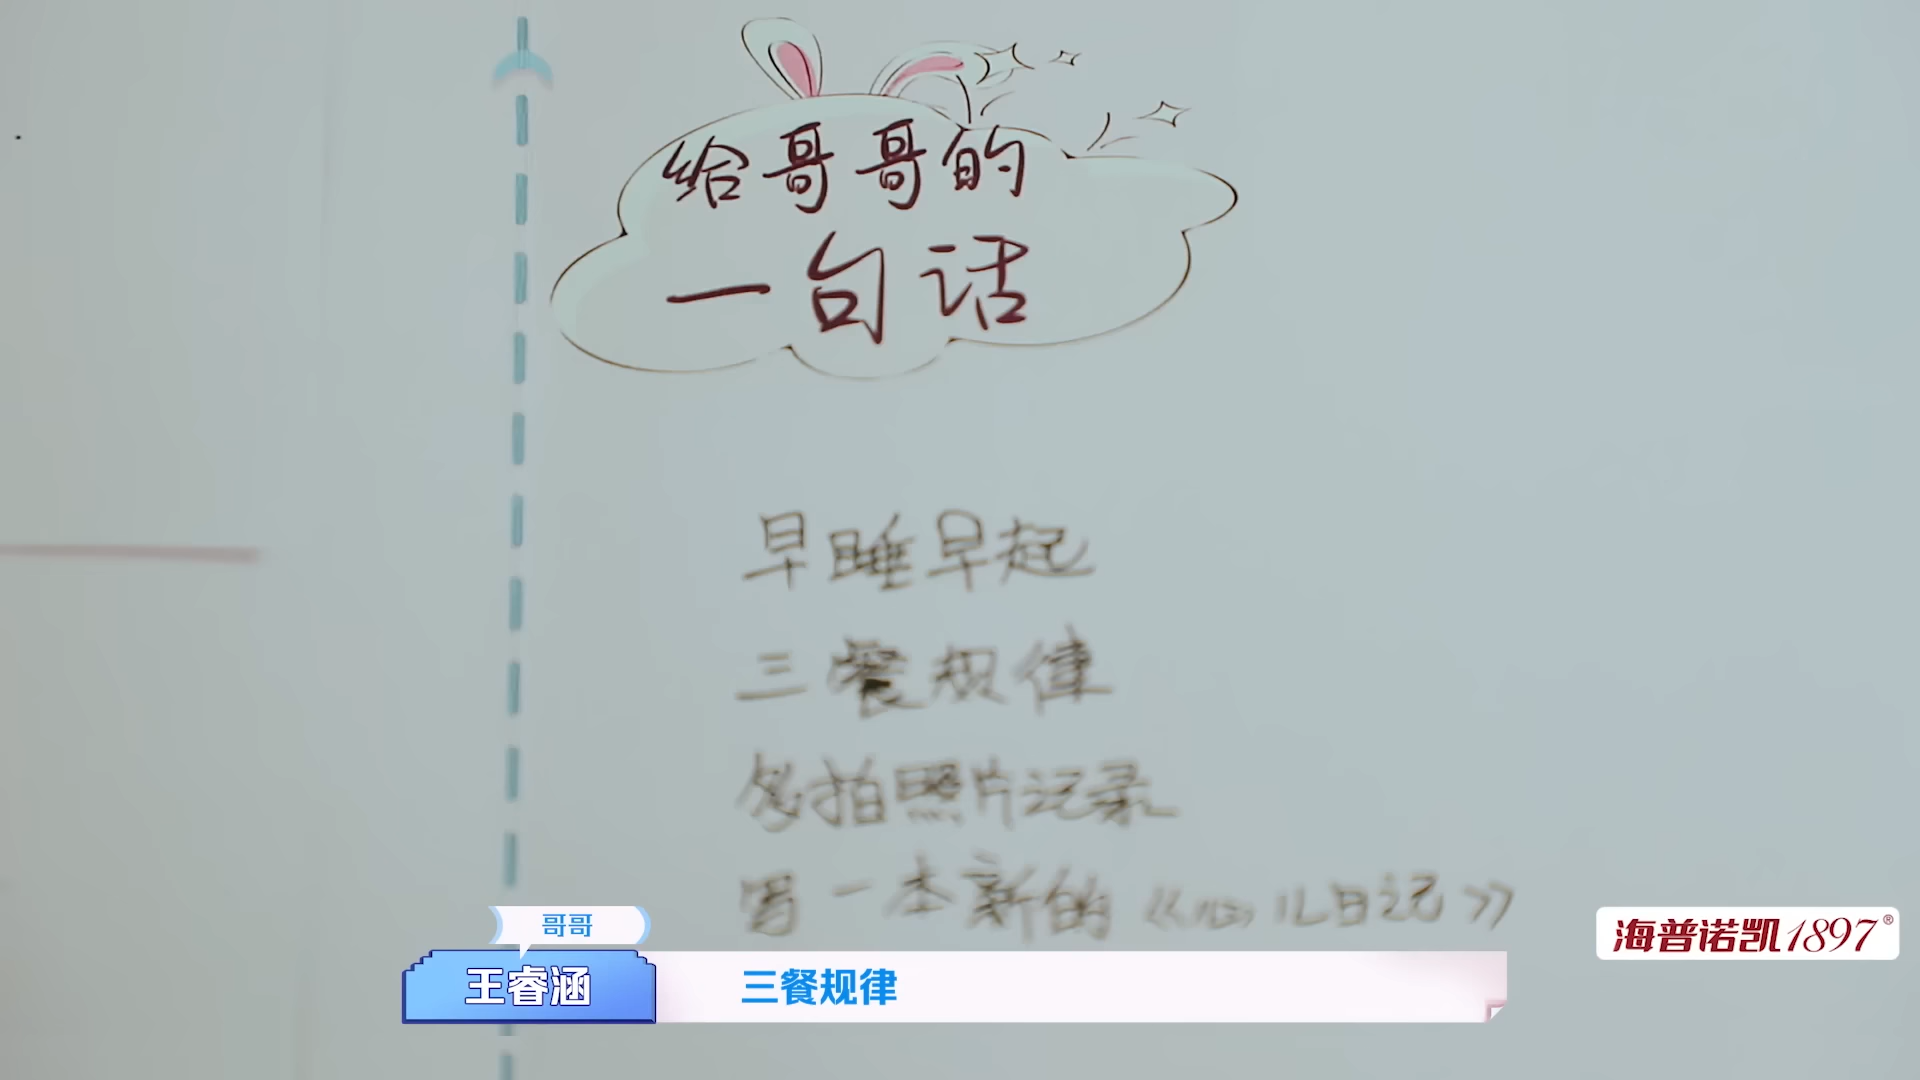 给哥哥的
一句话
早睡早起
三餐规律
多拍照片记录
写一本新的《心儿日记》
哥哥
王睿涵
三餐规律
海普诺凯1897®